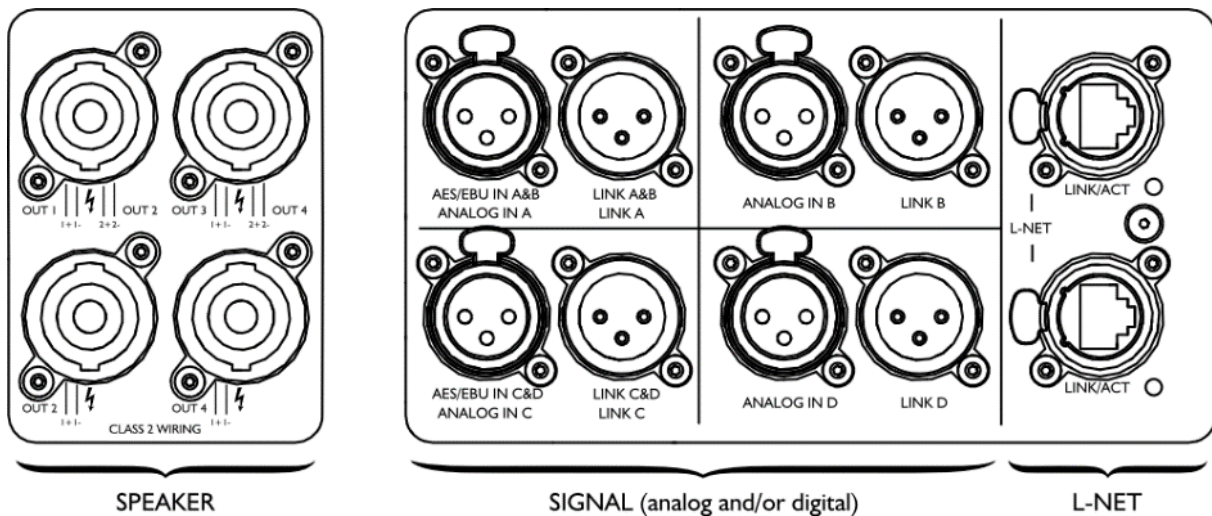 OUT 1 OUT 2 OUT 3 OUT 4
1+1- 2+2- 1+1- 2+2-
OUT 2 OUT 4
1+1- 1+1-
CLASS 2 WIRING
SPEAKER
AES/EBU IN A&B LINK A&B
ANALOG IN A LINK A
ANALOG IN B LINK B
AES/EBU IN C&D LINK C&D
ANALOG IN C LINK C
ANALOG IN D LINK D
SIGNAL (analog and/or digital)
LINK/ACT
L-NET
LINK/ACT
L-NET